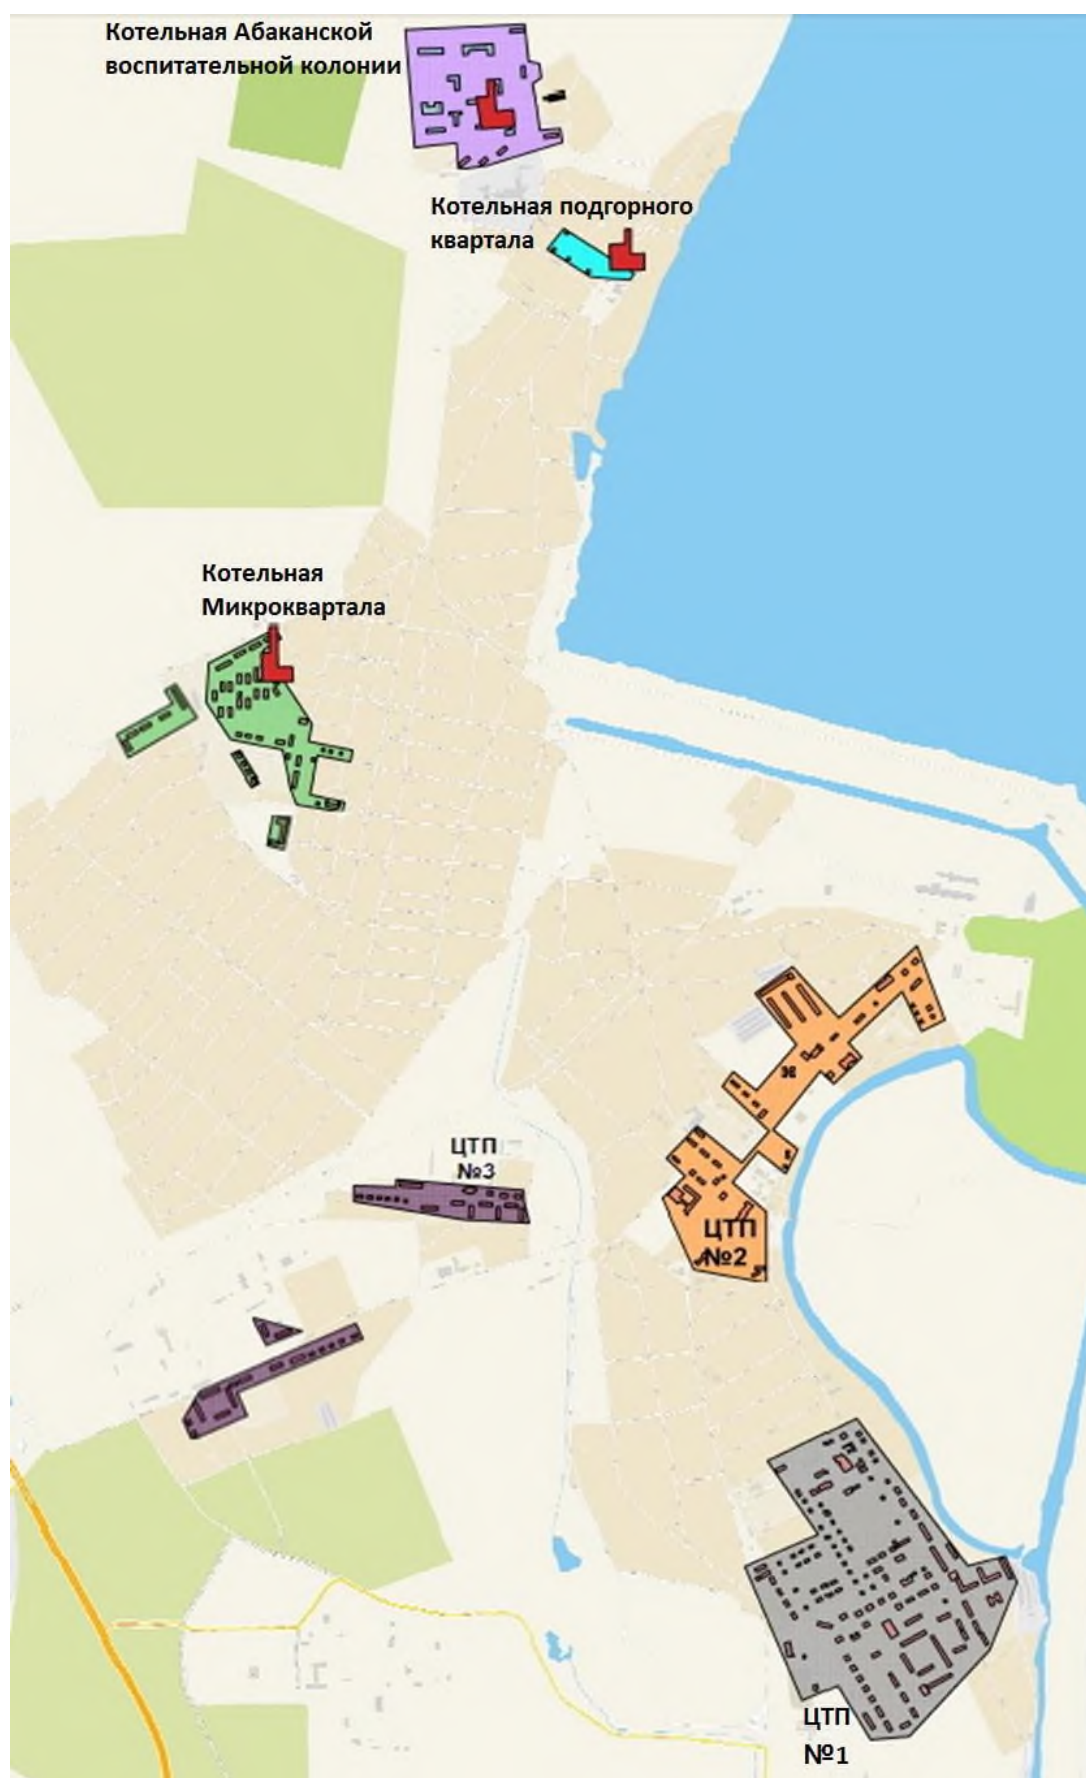 Котельная Абаканской
воспитательной колонии
Котельная подгорного
квартала
Котельная
Микроквартала
ЦТП
№3
ЦТП
№2
ЦТП
№1